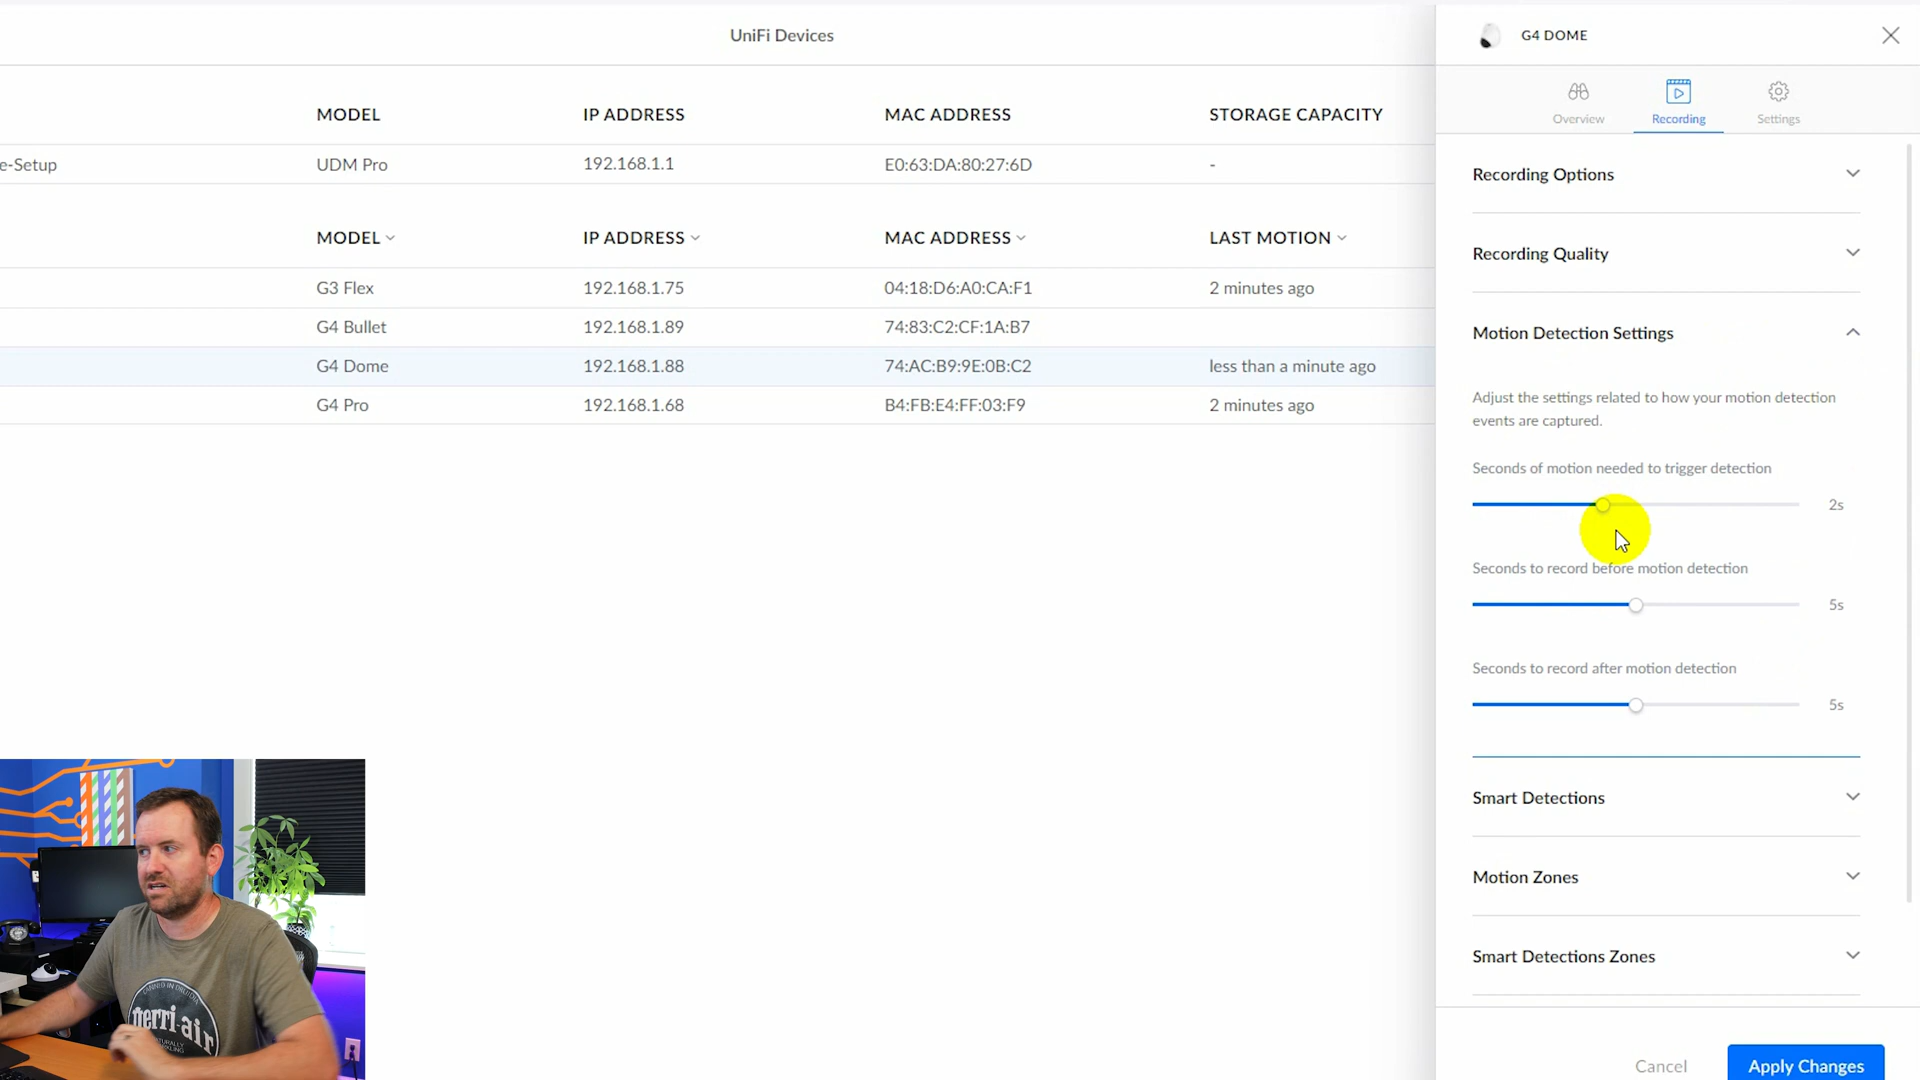 UniFi Devices
MODEL IP ADDRESS MAC ADDRESS STORAGE CAPACITY
e-Setup UDM Pro 192.168.1.1 E0:63:DA:80:27:6D -
MODEL IP ADDRESS MAC ADDRESS LAST MOTION
G3 Flex 192.168.1.75 04:18:D6:A0:CA:F1 2 minutes ago
G4 Bullet 192.168.1.89 74:83:C2:CF:1A:B7
G4 Dome 192.168.1.88 74:AC:B9:9E:0B:C2 less than a minute ago
G4 Pro 192.168.1.68 B4:FB:E4:FF:03:F9 2 minutes ago
G4 DOME
Overview Recording Settings
Recording Options
Recording Quality
Motion Detection Settings
Adjust the settings related to how your motion detection
events are captured.
Seconds of motion needed to trigger detection
2s
Seconds to record before motion detection
5s
Seconds to record after motion detection
5s
Smart Detections
Motion Zones
Smart Detections Zones
Cancel Apply Changes
perri-air